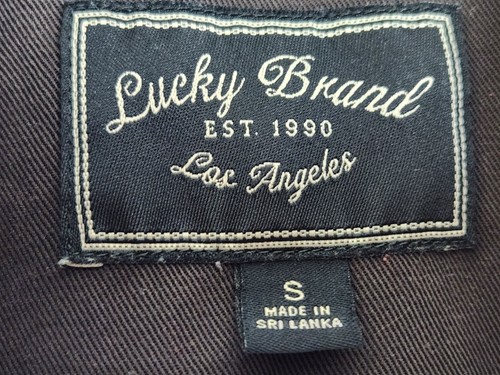 Lucky Brand
EST. 1990
Los Angeles
S
MADE IN
SRI LANKA